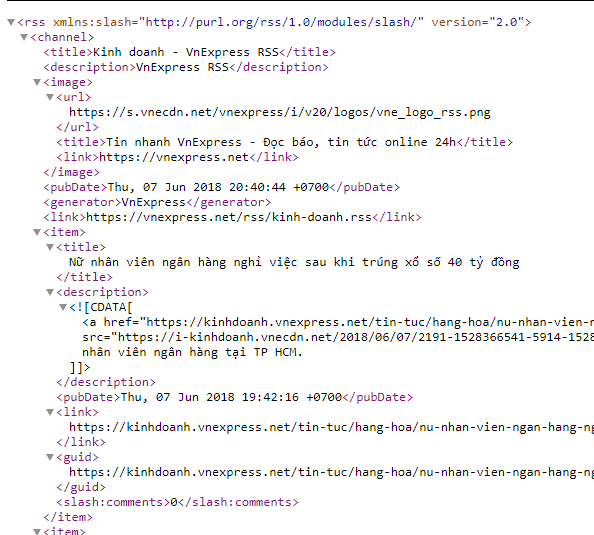 <rss xmlns:slash="http://purl.org/rss/1.0/modules/slash/" version="2.0">
<channel>
<title>Kinh doanh - VnExpress RSS</title>
<description>VnExpress RSS</description>
<image>
<url>
https://s.vnecdn.net/vnexpress/i/v20/logos/vne_logo_rss.png
</url>
<title>Tin nhanh VnExpress - Đọc báo, tin tức online 24h</title>
<link>https://vnexpress.net</link>
</image>
<pubDate>Thu, 07 Jun 2018 20:40:44 +0700</pubDate>
<generator>VnExpress</generator>
<link>https://vnexpress.net/rss/kinh-doanh.rss</link>
<item>
<title>
Nữ nhân viên ngân hàng nghỉ việc sau khi trúng xổ số 40 tỷ đồng
</title>
<description>
<![CDATA[
<a href="https://kinhdoanh.vnexpress.net/tin-tuc/hang-hoa/nu-nhan-vien-n
src="https://i-kinhdoanh.vnecdn.net/2018/06/07/2191-1528366541-5914-1528
nhân viên ngân hàng tại TP HCM.
]]>
</description>
<pubDate>Thu, 07 Jun 2018 19:42:16 +0700</pubDate>
<link>
https://kinhdoanh.vnexpress.net/tin-tuc/hang-hoa/nu-nhan-vien-ngan-hang-ng
</link>
<guid>
https://kinhdoanh.vnexpress.net/tin-tuc/hang-hoa/nu-nhan-vien-ngan-hang-ng
</guid>
<slash:comments>0</slash:comments>
</item>
<item>